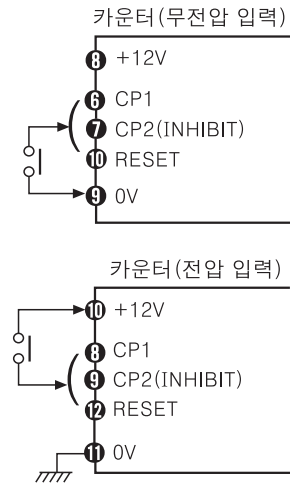 카운터(무전압 입력)
8 +12V
6 CP1
7 CP2(INHIBIT)
10 RESET
9 0V
카운터(전압 입력)
10 +12V
8 CP1
9 CP2(INHIBIT)
12 RESET
11 0V